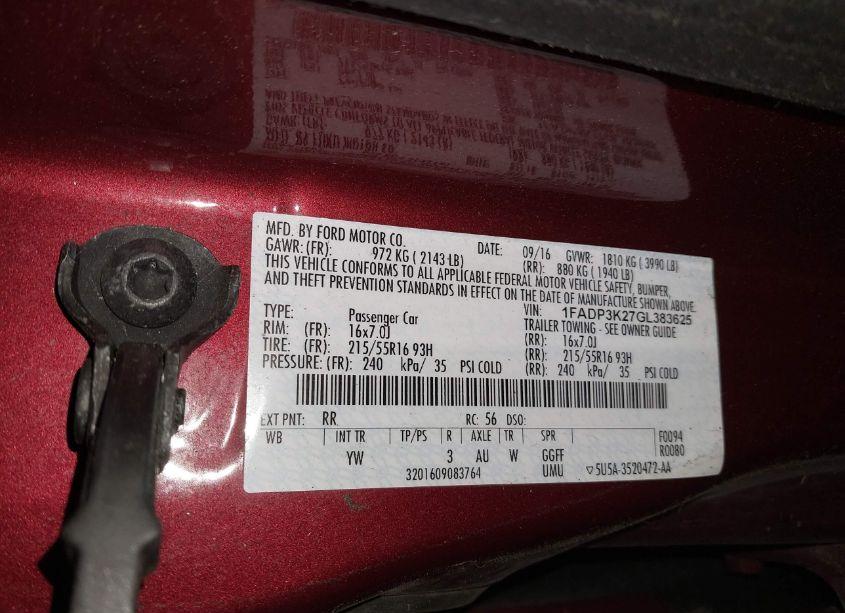 MFD. BY FORD MOTOR CO. DATE: 09/16 GVWR: 1810 KG ( 3990 LB)
GAWR: (FR): 972 KG ( 2143 LB) (RR): 880 KG ( 1940 LB)
THIS VEHICLE CONFORMS TO ALL APPLICABLE FEDERAL MOTOR VEHICLE SAFETY, BUMPER,
AND THEFT PREVENTION STANDARDS IN EFFECT ON THE DATE OF MANUFACTURE SHOWN ABOVE.
VIN: 1FADP3K27GL383625
TYPE: Passenger Car TRAILER TOWING - SEE OWNER GUIDE
RIM: (FR): 16x7.0J (RR): 16x7.0J
TIRE: (FR): 215/55R16 93H (RR): 215/55R16 93H
PRESSURE: (FR): 240 kPa/ 35 PSI COLD (RR): 240 kPa/ 35 PSI COLD
EXT PNT: RR RC: 56 DSO:
WB INT TR TP/PS R AXLE TR SPR F0094
YW 3 AU W GGFF R0080
3201609083764 UMU ▽5U5A-3520472-AA